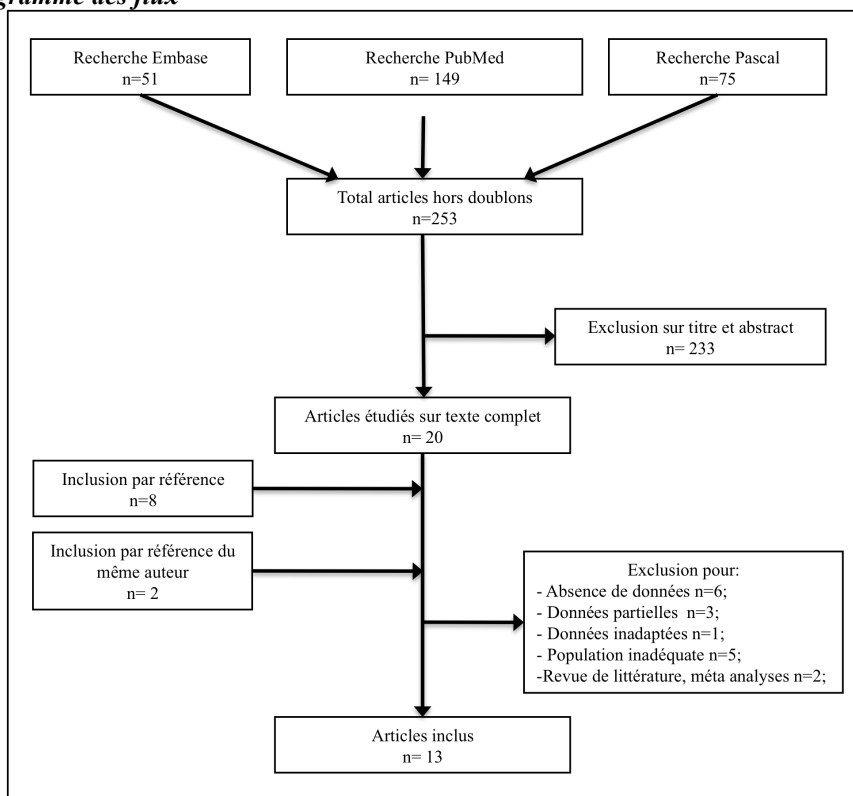 des flux
Recherche Embase
n=51
Recherche PubMed
n= 149
Recherche Pascal
n=75
Total articles hors doublons
n=253
Exclusion sur titre et abstract
n= 233
Articles étudiés sur texte complet
n= 20
Inclusion par référence
n=8
Inclusion par référence du
même auteur
n= 2
Exclusion pour:
- Absence de données n=6;
- Données partielles  n=3;
- Données inadaptées n=1;
- Population inadéquate n=5;
-Revue de littérature, méta analyses n=2;
Articles inclus
n= 13